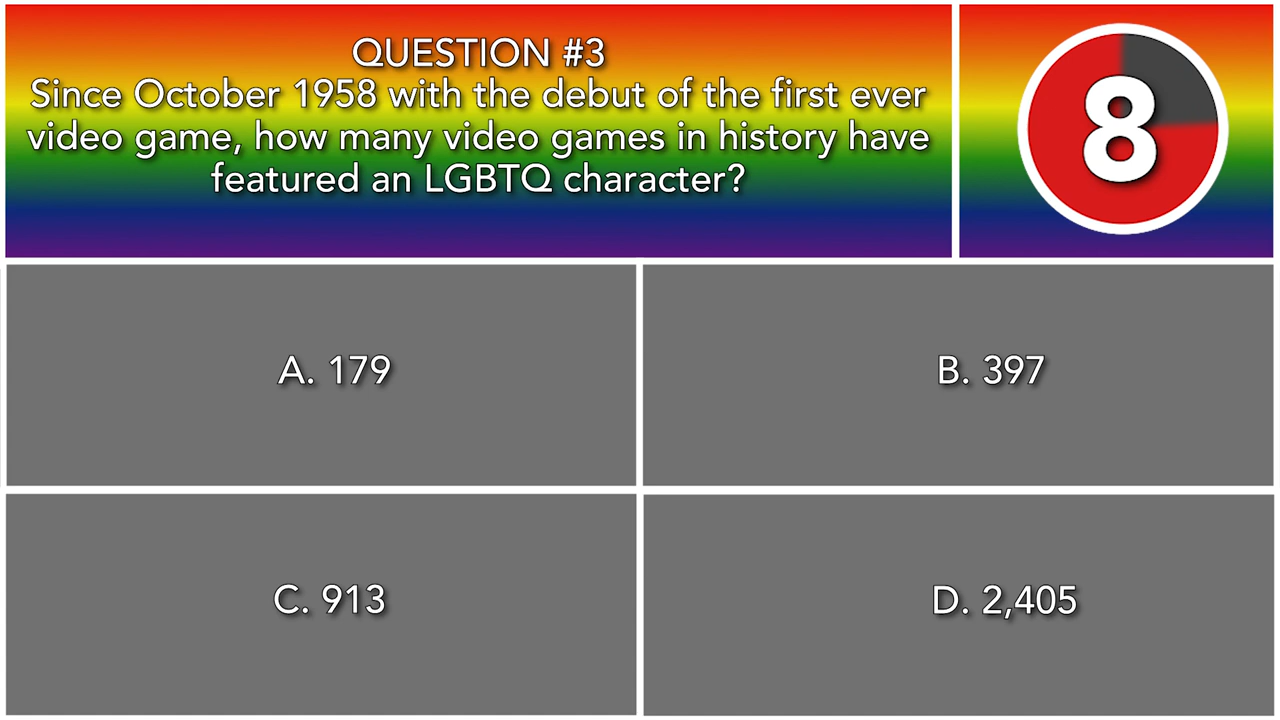 QUESTION #3
Since October 1958 with the debut of the first ever
video game, how many video games in history have
featured an LGBTQ character?
8
A. 179
B. 397
C. 913
D. 2,405